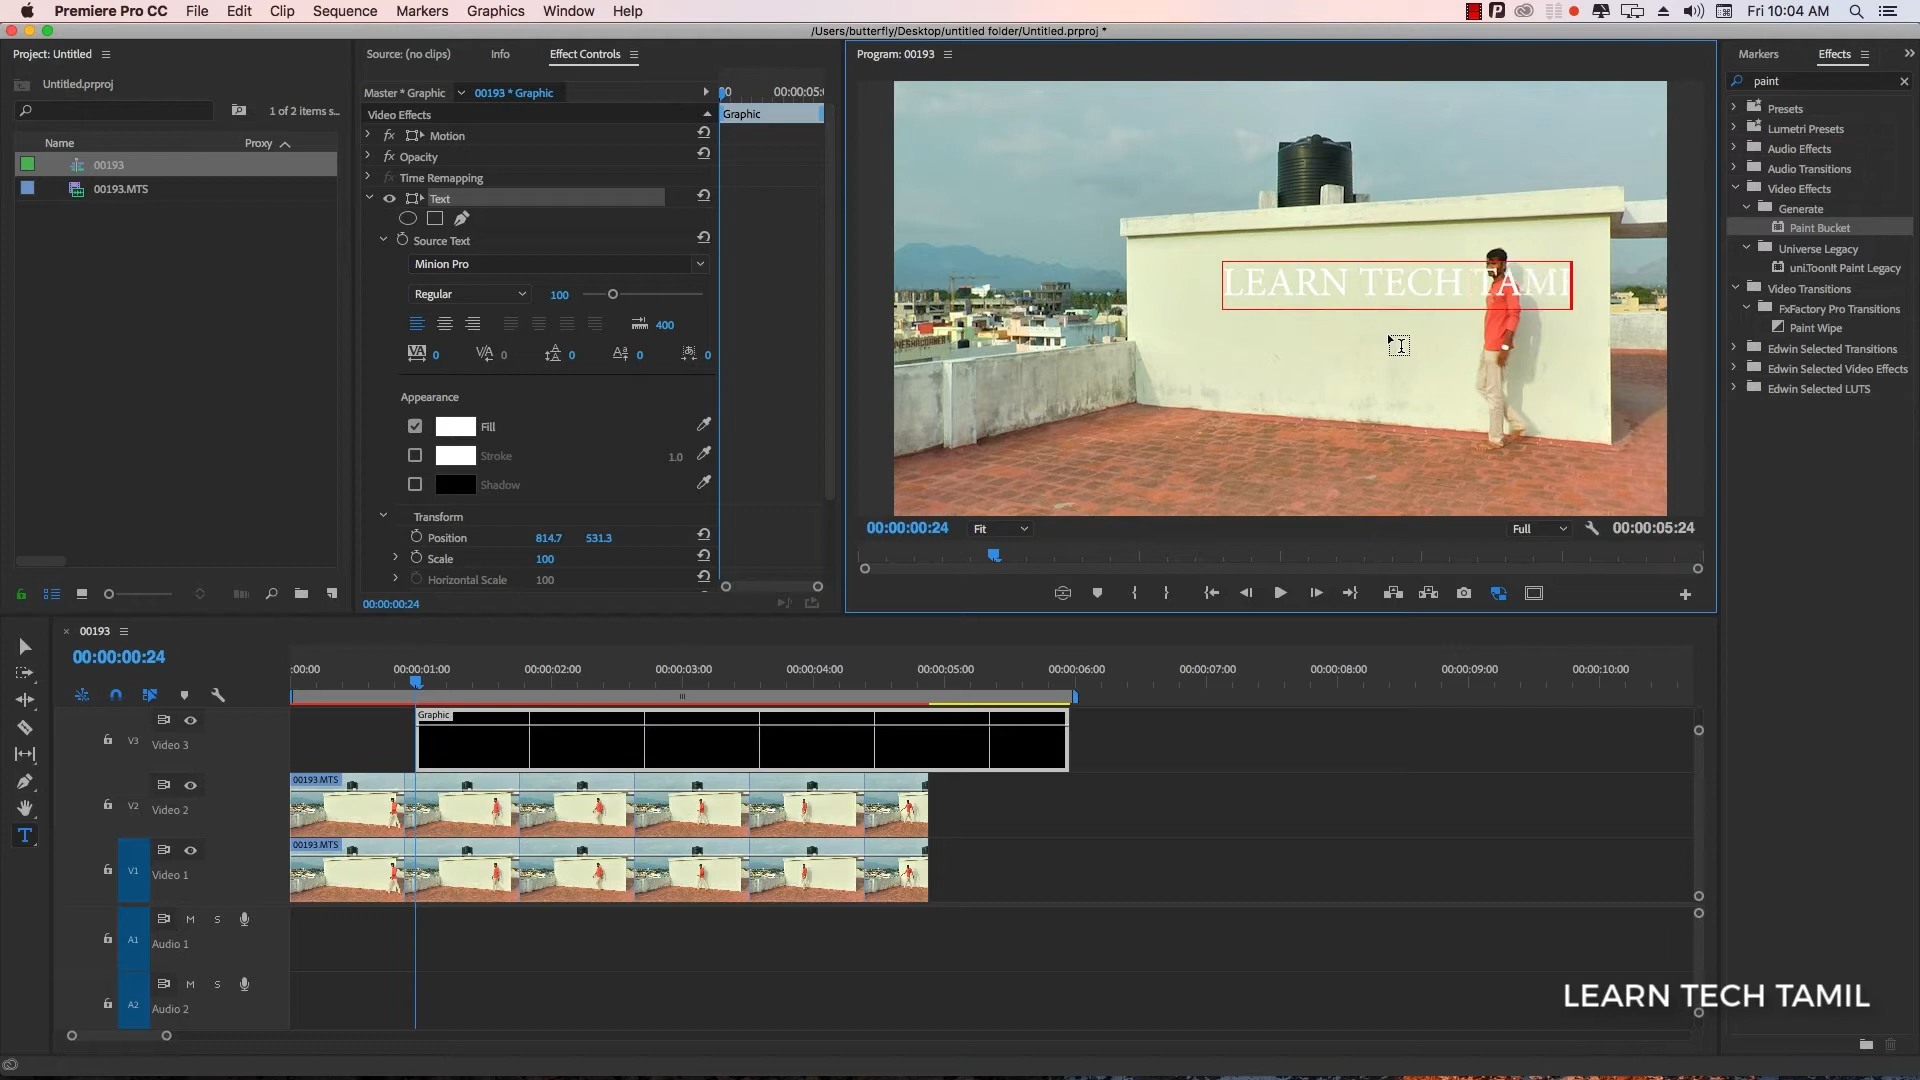 Premiere Pro CC File Edit Clip Sequence Markers Graphics Window Help Fri 10:04 AM
/Users/butterfly/Desktop/untitled folder/Untitled.prproj *
Project: Untitled
Untitled.prproj
1 of 2 items s...
Name Proxy
00193
00193.MTS
Source: (no clips) Info Effect Controls
Master * Graphic 00193 * Graphic 00:00:05:
Video Effects Graphic
fx Motion
fx Opacity
fx Time Remapping
Text
Source Text
Minion Pro
Regular 100
400
VA 0 VA 0 0 0 0
Appearance
Fill
Stroke 1.0
Shadow
Transform
Position 814.7 531.3
Scale 100
Horizontal Scale 100
00:00:00:24
Program: 00193
LEARN TECH TAMI
00:00:00:24 Fit Full 00:00:05:24
Markers Effects
paint
Presets
Lumetri Presets
Audio Effects
Audio Transitions
Video Effects
Generate
Paint Bucket
Universe Legacy
uni.ToonIt Paint Legacy
Video Transitions
FxFactory Pro Transitions
Paint Wipe
Edwin Selected Transitions
Edwin Selected Video Effects
Edwin Selected LUTS
× 00193
00:00:00:24
:00:00 00:00:01:00 00:00:02:00 00:00:03:00 00:00:04:00 00:00:05:00 00:00:06:00 00:00:07:00 00:00:08:00 00:00:09:00 00:00:10:00
V3 Video 3 Graphic
V2 Video 2 00193.MTS
V1 Video 1 00193.MTS
A1 M S Audio 1
A2 M S Audio 2
LEARN TECH TAMIL